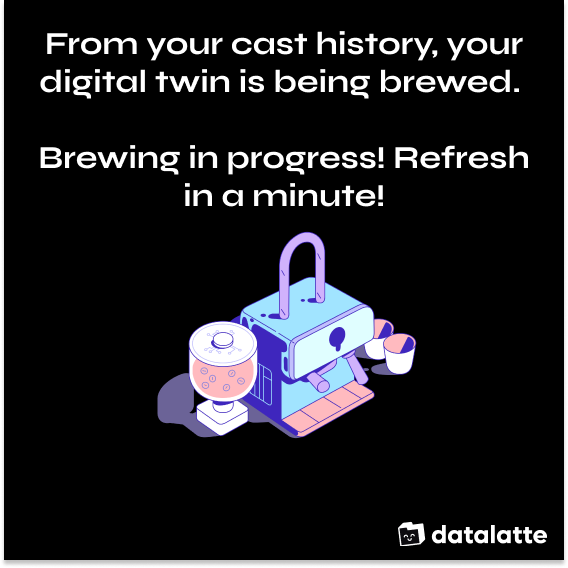 From your cast history, your
digital twin is being brewed.
Brewing in progress! Refresh
in a minute!
datalatte